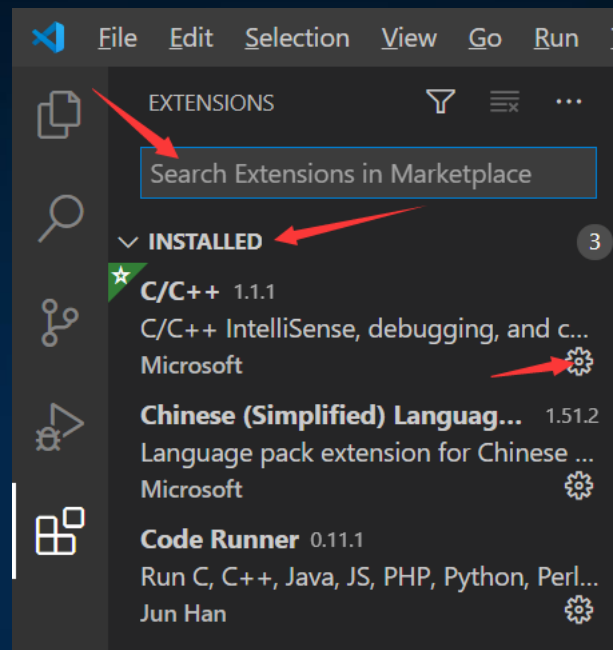 File Edit Selection View Go Run
EXTENSIONS
Search Extensions in Marketplace
INSTALLED 3
C/C++ 1.1.1
C/C++ IntelliSense, debugging, and c...
Microsoft
Chinese (Simplified) Languag... 1.51.2
Language pack extension for Chinese ...
Microsoft
Code Runner 0.11.1
Run C, C++, Java, JS, PHP, Python, Perl...
Jun Han